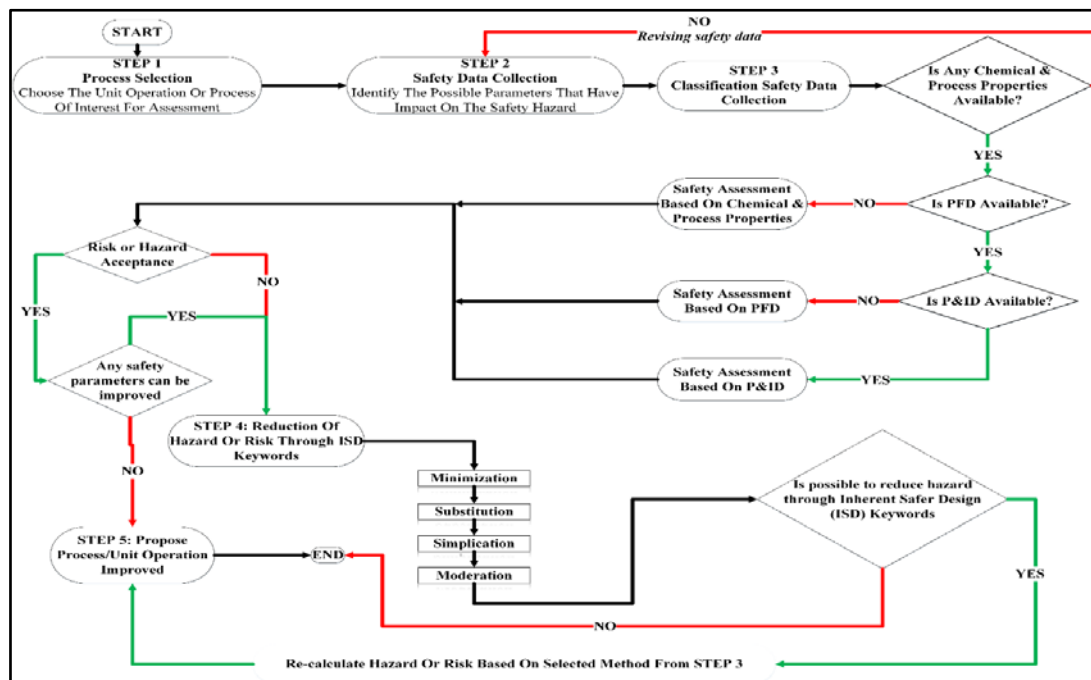 START
STEP 1
Process Selection
Choose The Unit Operation Or Process
Of Interest For Assessment
STEP 2
Safety Data Collection
Identify The Possible Parameters That Have
Impact On The Safety Hazard
NO
Revising safety data
STEP 3
Classification Safety Data
Collection
Is Any Chemical &
Process Properties
Available?
YES
Is PFD Available?
NO
Safety Assessment
Based On Chemical &
Process Properties
YES
Is P&ID Available?
NO
Safety Assessment
Based On PFD
YES
Safety Assessment
Based On P&ID
Risk or Hazard
Acceptance
NO
YES
YES
Any safety
parameters can be
improved
NO
STEP 4: Reduction Of
Hazard Or Risk Through ISD
Keywords
Minimization
Substitution
Simplication
Moderation
Is possible to reduce hazard
through Inherent Safer Design
(ISD) Keywords
YES
NO
STEP 5: Propose
Process/Unit Operation
Improved
END
Re-calculate Hazard Or Risk Based On Selected Method From STEP 3